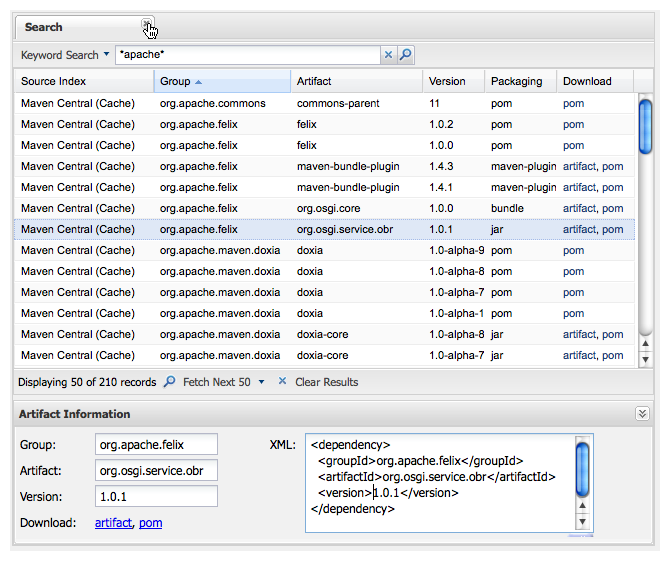 Search
Keyword Search *apache*
Source Index Group Artifact Version Packaging Download
Maven Central (Cache) org.apache.commons commons-parent 11 pom pom
Maven Central (Cache) org.apache.felix felix 1.0.2 pom pom
Maven Central (Cache) org.apache.felix felix 1.0.0 pom pom
Maven Central (Cache) org.apache.felix maven-bundle-plugin 1.4.3 maven-plugin artifact, pom
Maven Central (Cache) org.apache.felix maven-bundle-plugin 1.4.1 maven-plugin artifact, pom
Maven Central (Cache) org.apache.felix org.osgi.core 1.0.0 bundle artifact, pom
Maven Central (Cache) org.apache.felix org.osgi.service.obr 1.0.1 jar artifact, pom
Maven Central (Cache) org.apache.maven.doxia doxia 1.0-alpha-9 pom pom
Maven Central (Cache) org.apache.maven.doxia doxia 1.0-alpha-8 pom pom
Maven Central (Cache) org.apache.maven.doxia doxia 1.0-alpha-7 pom pom
Maven Central (Cache) org.apache.maven.doxia doxia 1.0-alpha-1 pom pom
Maven Central (Cache) org.apache.maven.doxia doxia-core 1.0-alpha-8 jar artifact, pom
Maven Central (Cache) org.apache.maven.doxia doxia-core 1.0-alpha-7 jar artifact, pom
Displaying 50 of 210 records Fetch Next 50 Clear Results
Artifact Information
Group: org.apache.felix
Artifact: org.osgi.service.obr
Version: 1.0.1
Download: artifact, pom
XML: <dependency>
<groupId>org.apache.felix</groupId>
<artifactId>org.osgi.service.obr</artifactId>
<version>1.0.1</version>
</dependency>